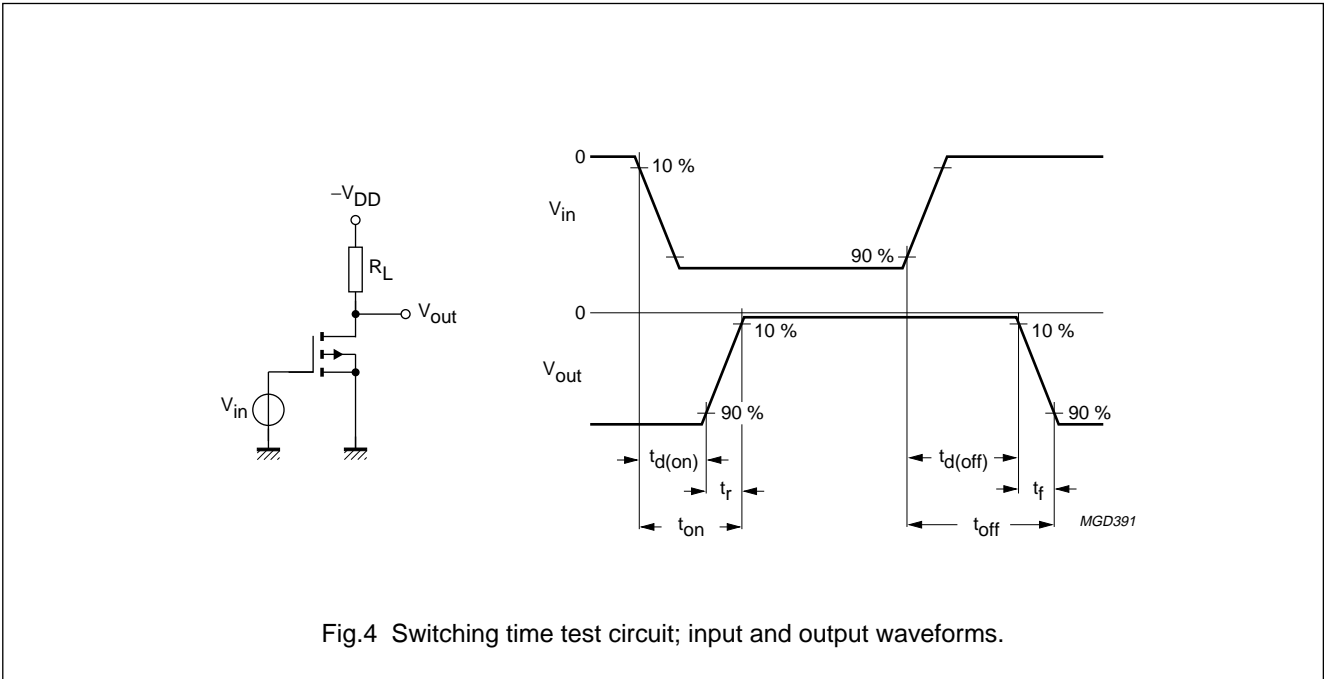 −VDD
RL
Vout
Vin
0
10 %
Vin
90 %
0
10 %
10 %
Vout
90 %
90 %
td(on)
td(off)
tr
tf
ton
toff
MGD391
Fig.4 Switching time test circuit; input and output waveforms.